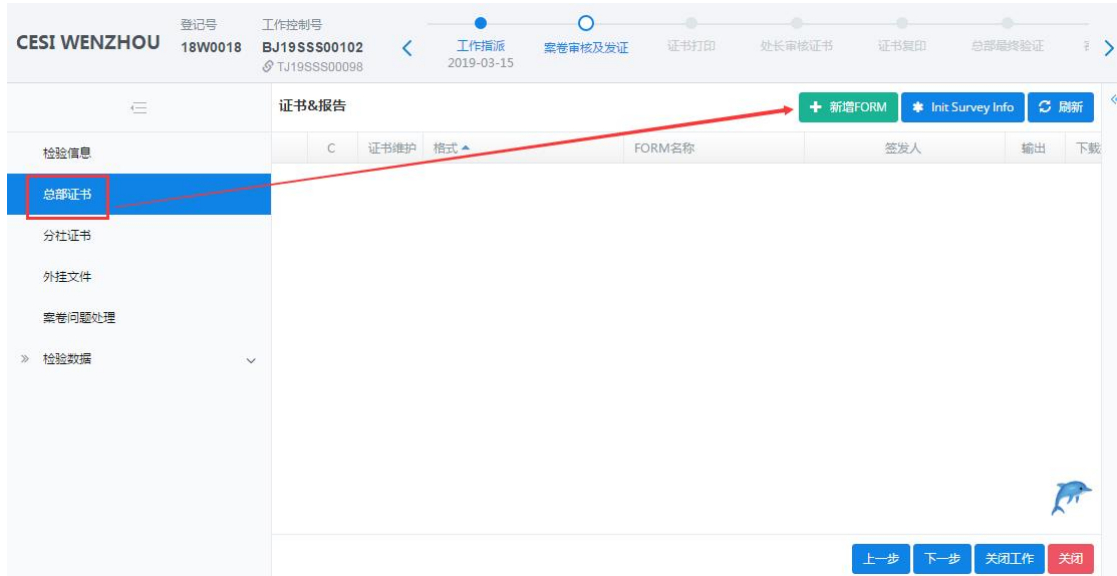 CESI WENZHOU
登记号
18W0018
工作控制号
BJ19SSS00102
TJ19SSS00098
工作指派
2019-03-15
案卷审核及发证
证书打印
处长审核证书
证书复印
总部最终验证
检验信息
总部证书
分社证书
外挂文件
案卷问题处理
检验数据
证书&报告
新增FORM
Init Survey Info
刷新
C 证书维护 格式 FORM名称 签发人 输出 下载
上一步 下一步 关闭工作 关闭